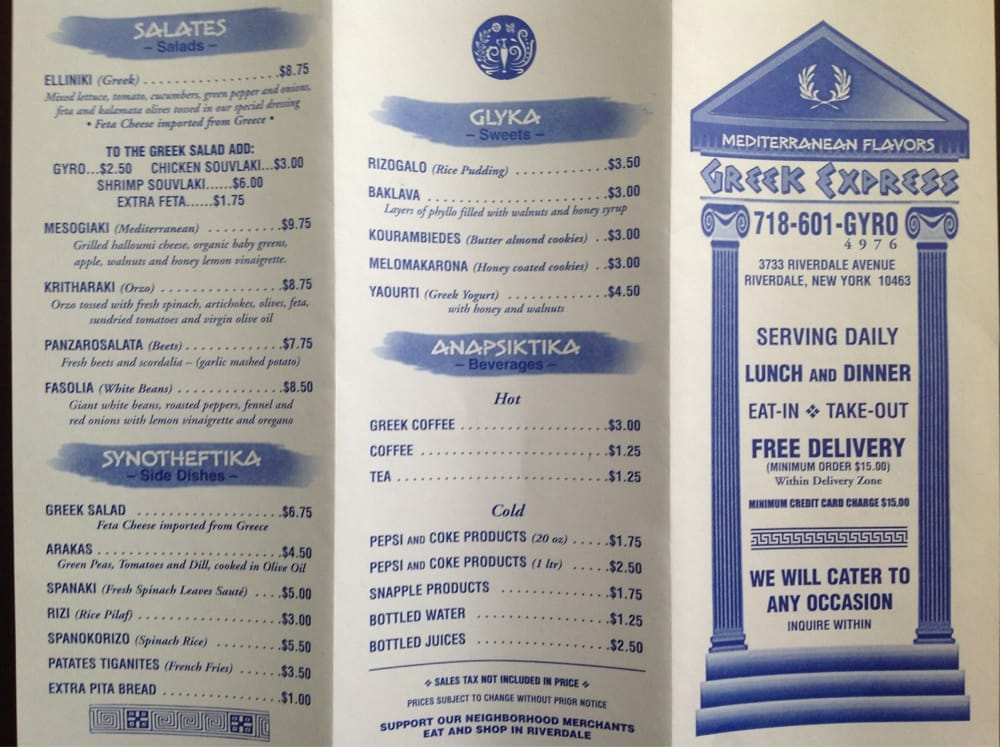 SALATES
– Salads –
ELLINIKI (Greek) . . . . . . . . . . . . . . . . . .$8.75
Mixed lettuce, tomato, cucumbers, green pepper and onions,
feta and kalamata olives tossed in our special dressing
• Feta Cheese imported from Greece •
TO THE GREEK SALAD ADD:
GYRO...$2.50 CHICKEN SOUVLAKI...$3.00
SHRIMP SOUVLAKI......$6.00
EXTRA FETA......$1.75
MESOGIAKI (Mediterranean) . . . . . . . . . .$9.75
Grilled halloumi cheese, organic baby greens,
apple, walnuts and honey lemon vinaigrette.
KRITHARAKI (Orzo) . . . . . . . . . . . . . . . .$8.75
Orzo tossed with fresh spinach, artichokes, olives, feta,
sundried tomatoes and virgin olive oil
PANZAROSALATA (Beets) . . . . . . . . . . . . .$7.75
Fresh beets and scordalia – (garlic mashed potato)
FASOLIA (White Beans) . . . . . . . . . . . . . .$8.50
Giant white beans, roasted peppers, fennel and
red onions with lemon vinaigrette and oregano
SYNOTHEFTIKA
– Side Dishes –
GREEK SALAD . . . . . . . . . . . . . . . . . . .$6.75
Feta Cheese imported from Greece
ARAKAS . . . . . . . . . . . . . . . . . . . . . . . .$4.50
Green Peas, Tomatoes and Dill, cooked in Olive Oil
SPANAKI (Fresh Spinach Leaves Sauté) . . . .$5.00
RIZI (Rice Pilaf) . . . . . . . . . . . . . . . . . . .$3.00
SPANOKORIZO (Spinach Rice) . . . . . . . . . .$5.50
PATATES TIGANITES (French Fries) . . . . . .$3.50
EXTRA PITA BREAD . . . . . . . . . . . . . . . .$1.00
GLYKA
– Sweets –
RIZOGALO (Rice Pudding) . . . . . . . . . . . .$3.50
BAKLAVA . . . . . . . . . . . . . . . . . . . . . . .$3.00
Layers of phyllo filled with walnuts and honey syrup
KOURAMBIEDES (Butter almond cookies) . .$3.00
MELOMAKARONA (Honey coated cookies) . .$3.00
YAOURTI (Greek Yogurt) . . . . . . . . . . . . .$4.50
with honey and walnuts
ANAPSIKTIKA
– Beverages –
Hot
GREEK COFFEE . . . . . . . . . . . . . . . . . . .$3.00
COFFEE . . . . . . . . . . . . . . . . . . . . . . . .$1.25
TEA . . . . . . . . . . . . . . . . . . . . . . . . . . .$1.25
Cold
PEPSI AND COKE PRODUCTS (20 oz) . . . . .$1.75
PEPSI AND COKE PRODUCTS (1 ltr) . . . . .$2.50
SNAPPLE PRODUCTS . . . . . . . . . . . . . . .$1.75
BOTTLED WATER . . . . . . . . . . . . . . . . . .$1.25
BOTTLED JUICES . . . . . . . . . . . . . . . . . .$2.50
❖ SALES TAX NOT INCLUDED IN PRICE ❖
PRICES SUBJECT TO CHANGE WITHOUT PRIOR NOTICE
SUPPORT OUR NEIGHBORHOOD MERCHANTS
EAT AND SHOP IN RIVERDALE
MEDITERRANEAN FLAVORS
GREEK EXPRESS
718-601-GYRO
4976
3733 RIVERDALE AVENUE
RIVERDALE, NEW YORK 10463
SERVING DAILY
LUNCH AND DINNER
EAT-IN ❖ TAKE-OUT
FREE DELIVERY
(MINIMUM ORDER $15.00)
Within Delivery Zone
MINIMUM CREDIT CARD CHARGE $15.00
WE WILL CATER TO
ANY OCCASION
INQUIRE WITHIN